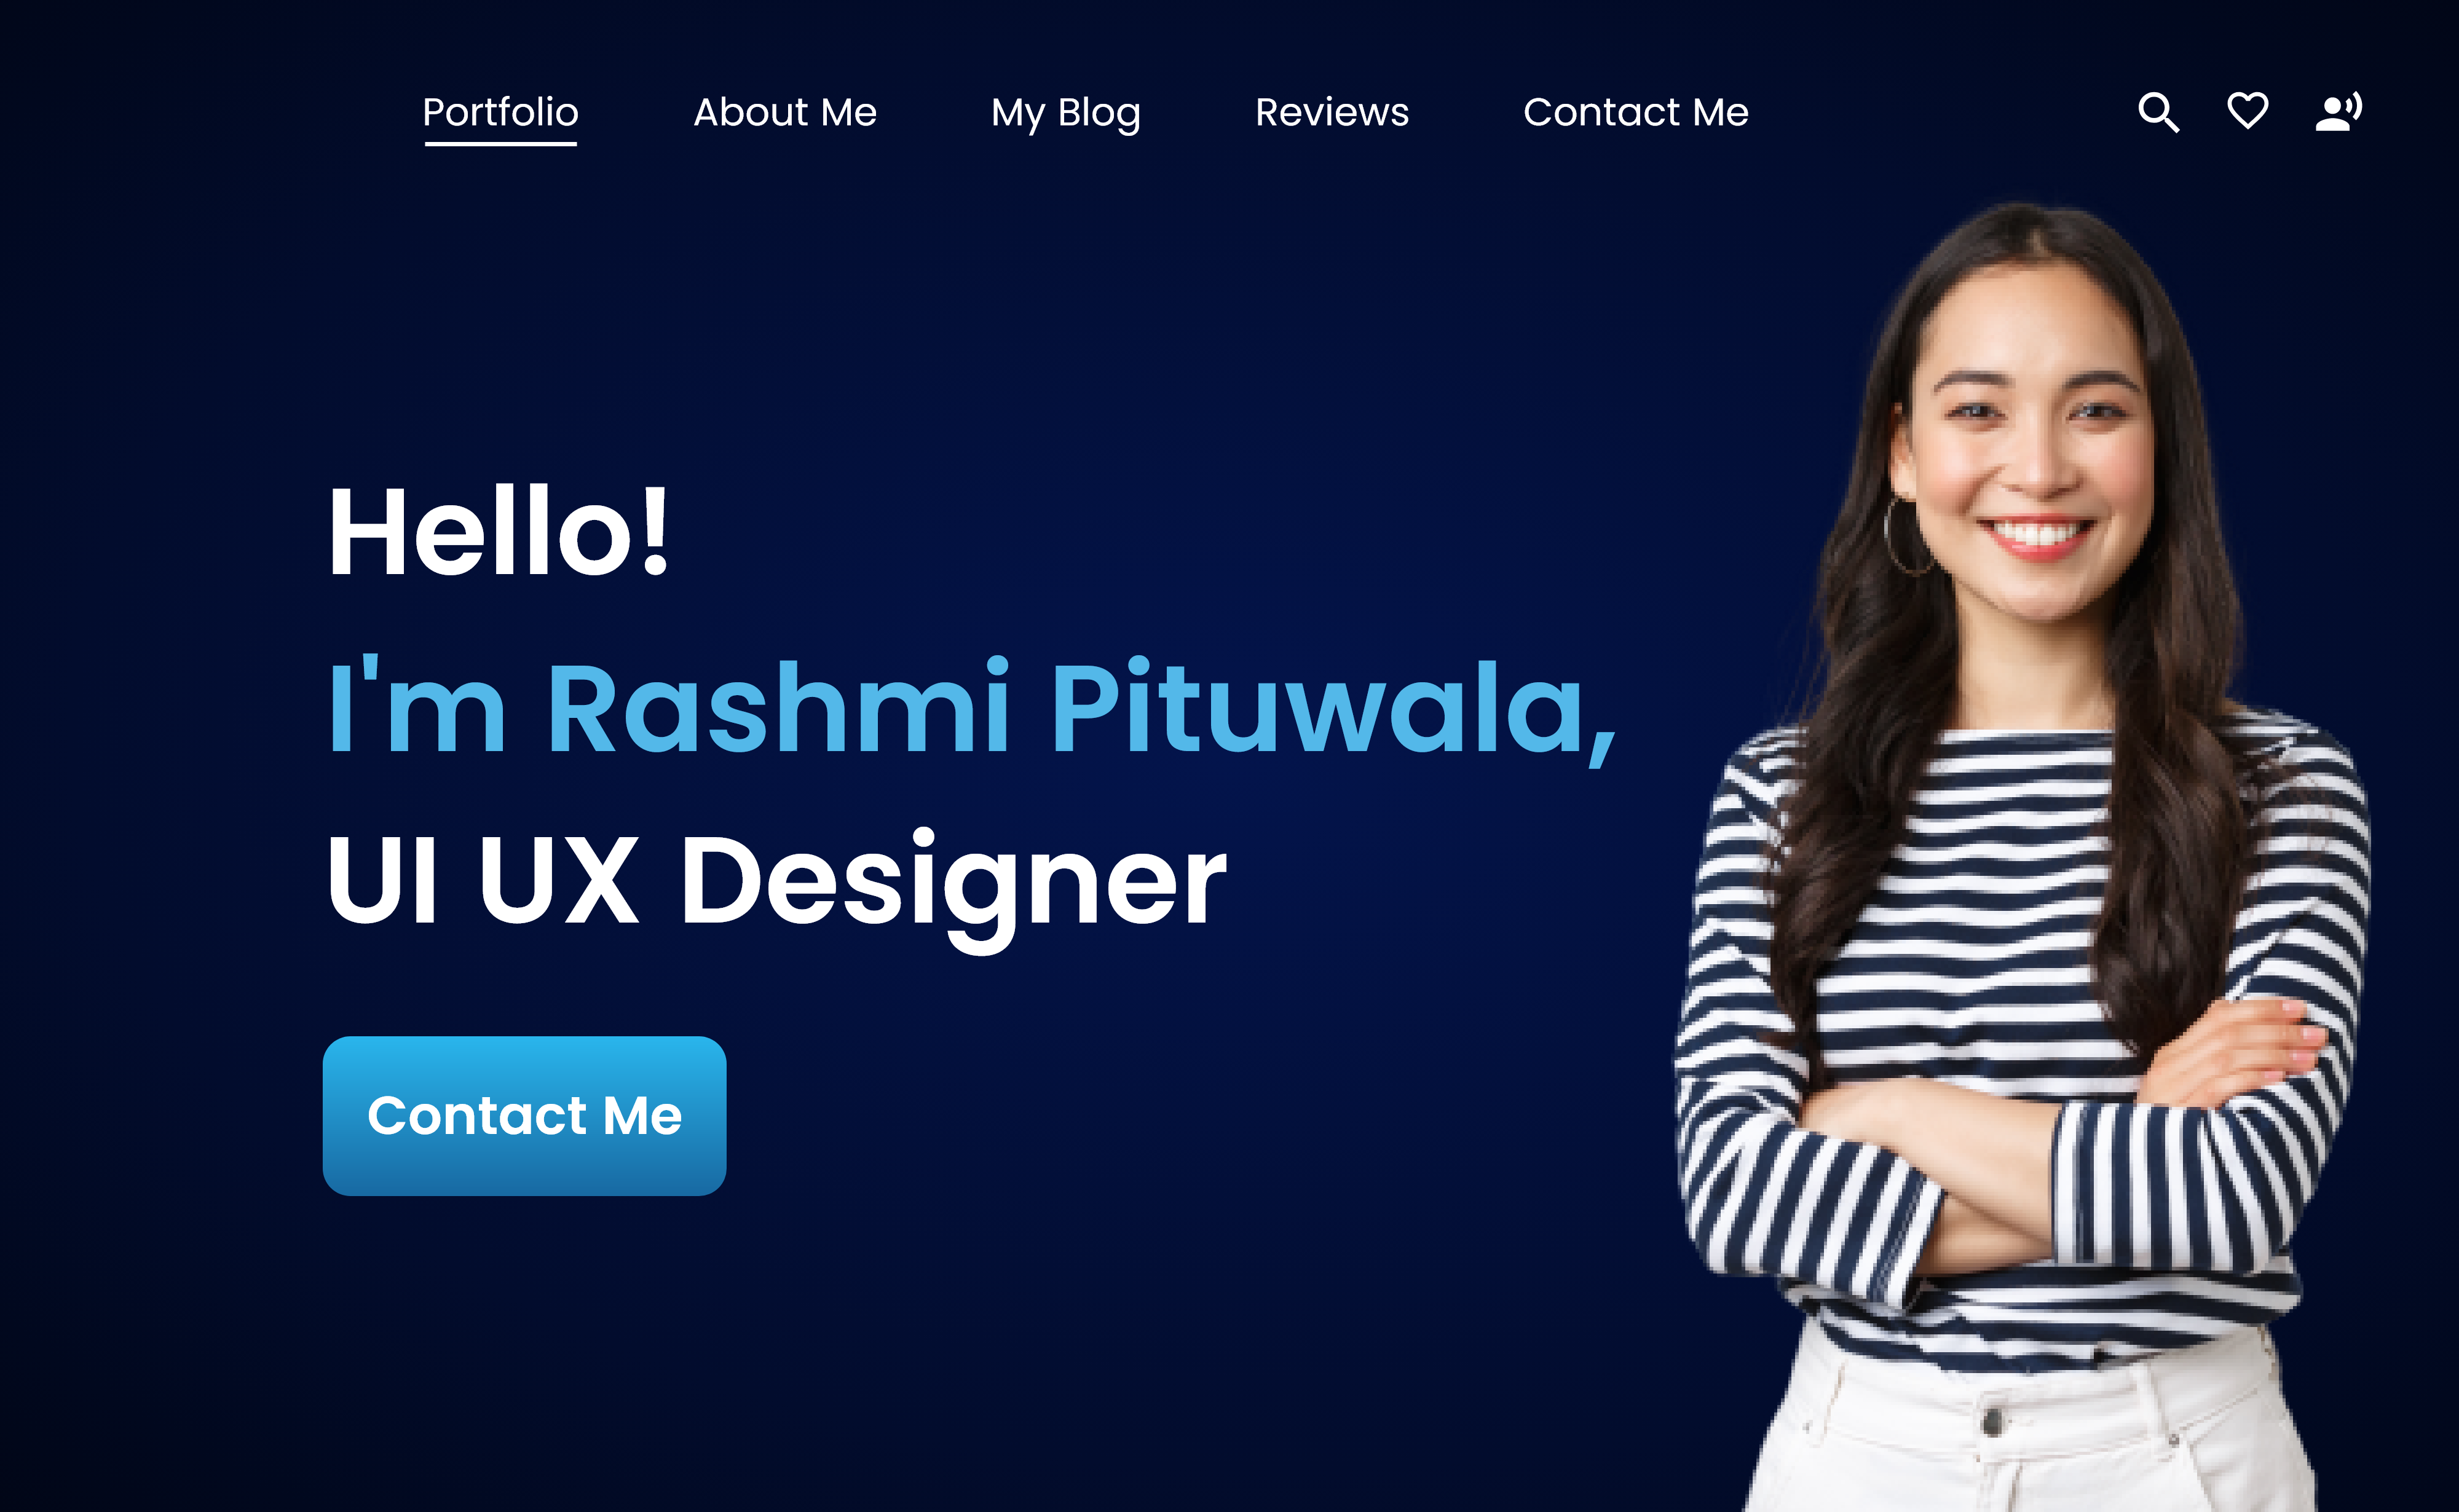 Portfolio About Me My Blog Reviews Contact Me
Hello!
I'm Rashmi Pituwala,
UI UX Designer
Contact Me